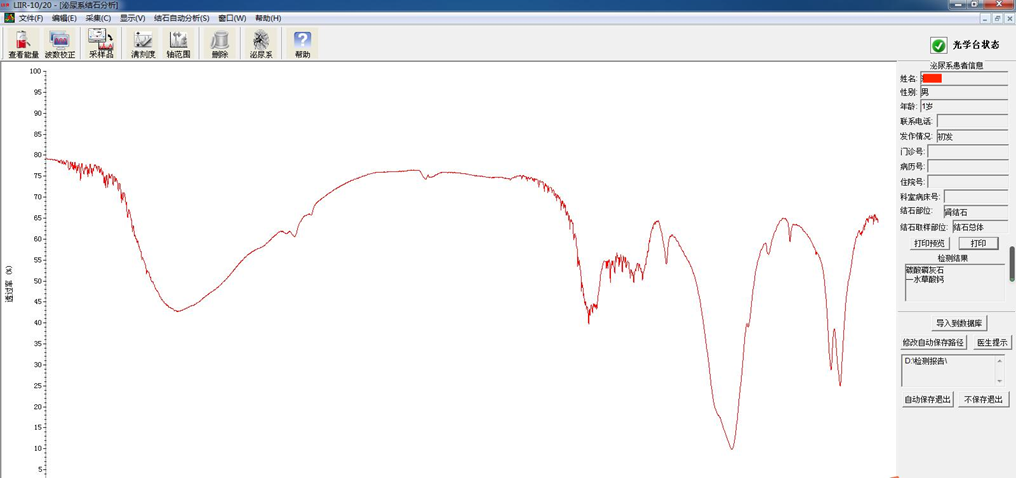 LIIR-10/20 - [泌尿系结石分析]
文件(F) 编辑(E) 采集(C) 显示(V) 结石自动分析(S) 窗口(W) 帮助(H)
查看能量 波数校正 采样品 满刻度 轴范围 删除 泌尿系 帮助
光学台状态
泌尿系患者信息
姓名:
性别: 男
年龄: 1岁
联系电话:
发作情况: 初发
门诊号:
病历号:
住院号:
科室病床号:
结石部位: 肾结石
结石取样部位: 结石总体
打印预览 打印
检测结果
碳酸磷灰石
一水草酸钙
导入到数据库
修改自动保存路径 医生提示
D:\检测报告\
自动保存退出 不保存退出
透过率 (%)
100
95
90
85
80
75
70
65
60
55
50
45
40
35
30
25
20
15
10
5